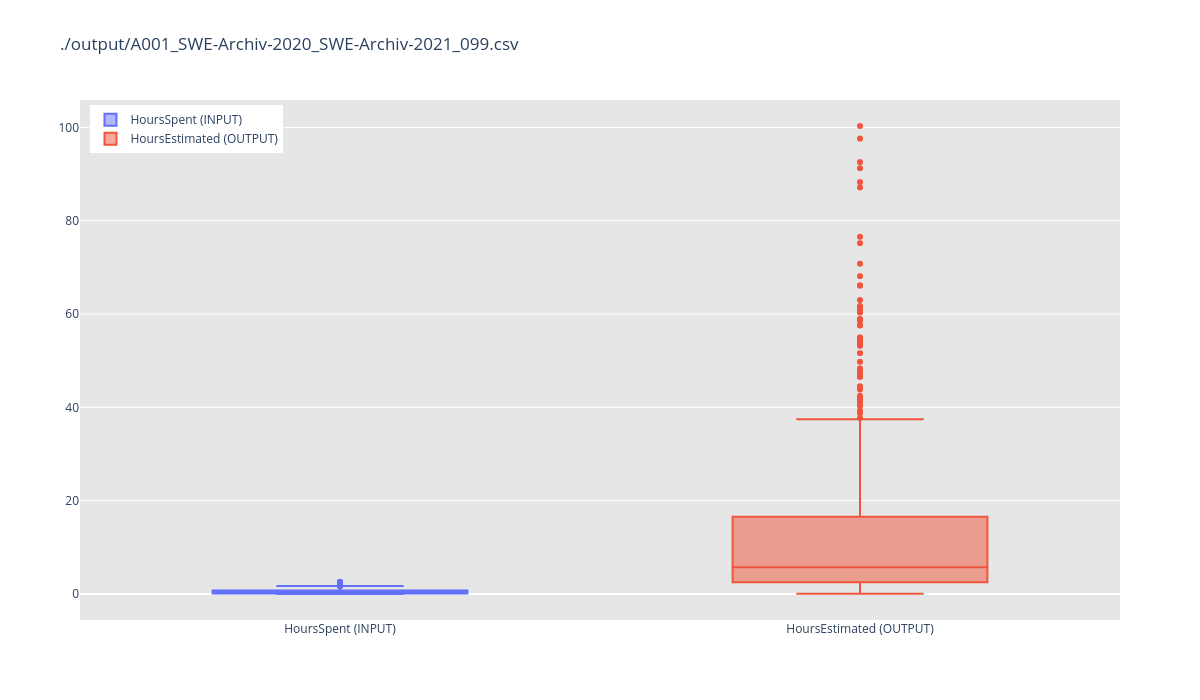 ./output/A001_SWE-Archiv-2020_SWE-Archiv-2021_099.csv
HoursSpent (INPUT)
HoursEstimated (OUTPUT)
100
80
60
40
20
0
HoursSpent (INPUT)
HoursEstimated (OUTPUT)